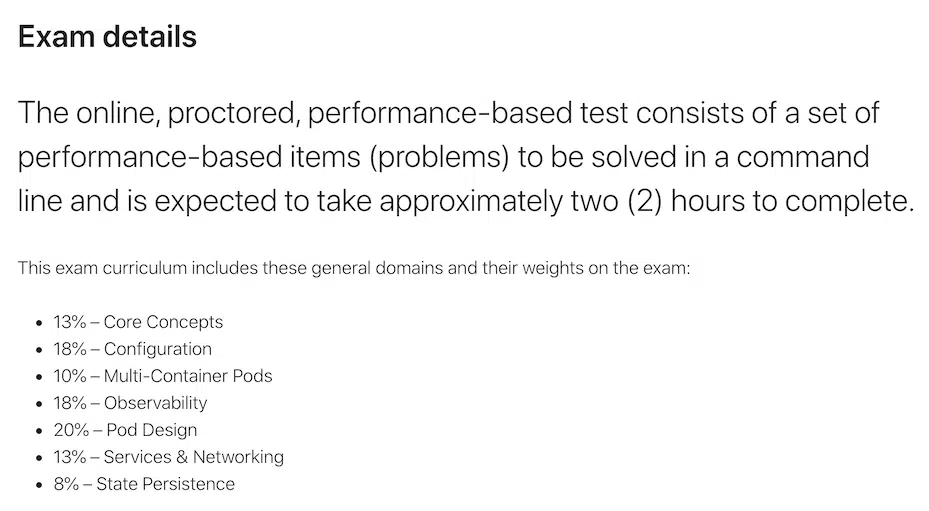 Exam details
The online, proctored, performance-based test consists of a set of
performance-based items (problems) to be solved in a command
line and is expected to take approximately two (2) hours to complete.
This exam curriculum includes these general domains and their weights on the exam:
• 13% – Core Concepts
• 18% – Configuration
• 10% – Multi-Container Pods
• 18% – Observability
• 20% – Pod Design
• 13% – Services & Networking
• 8% – State Persistence